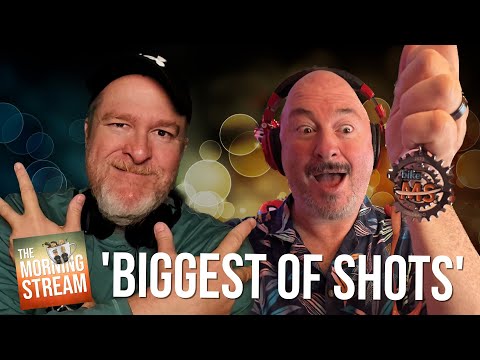 bike
MS
THE
MORNING
STREAM
'BIGGEST OF SHOTS'